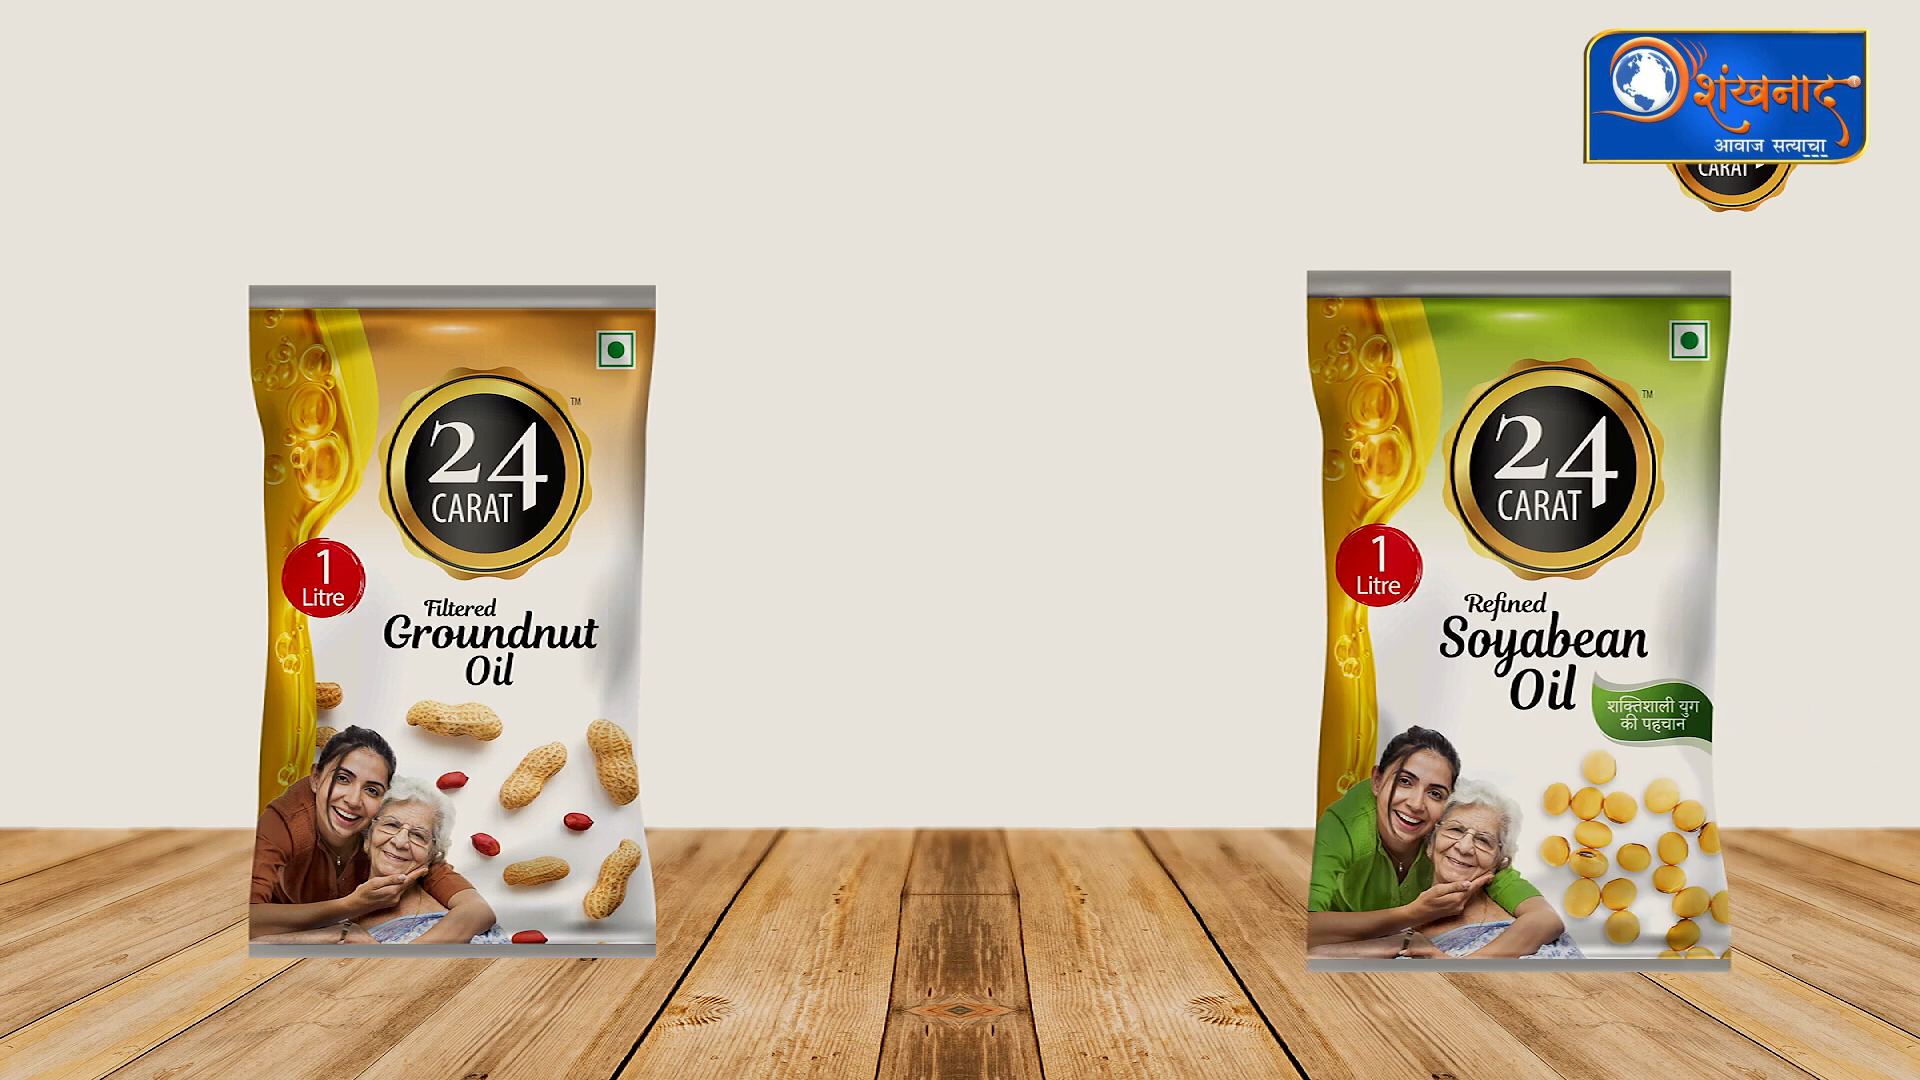 शंखनाद
आवाज सत्याचा
CARAT
24
CARAT
TM
1
Litre
Filtered
Groundnut
Oil
24
CARAT
TM
1
Litre
Refined
Soyabean
Oil
शक्तिशाली युग
की पहचान